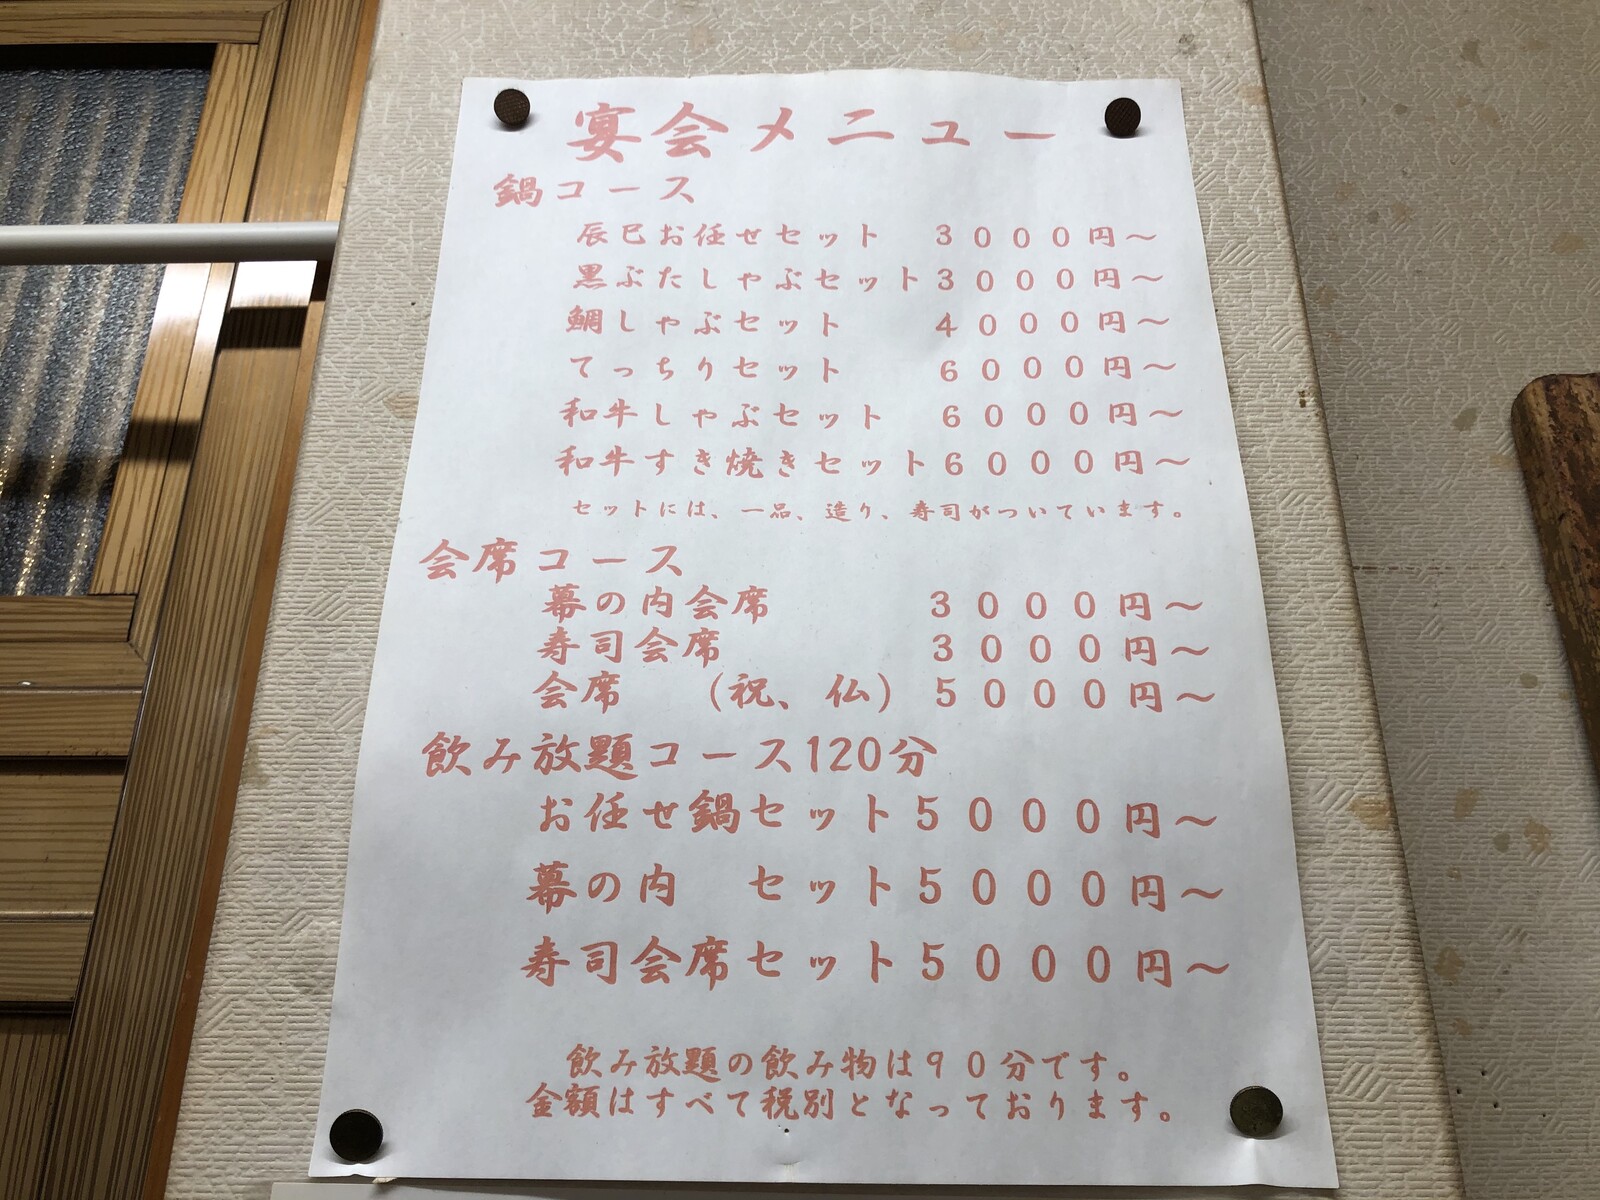 宴会メニュー
鍋コース
辰巳お任せセット 3000円～
黒ぶたしゃぶセット3000円～
鯛しゃぶセット 4000円～
てっちりセット 6000円～
和牛しゃぶセット 6000円～
和牛すき焼きセット6000円～
セットには、一品、造り、寿司がついています。
会席コース
幕の内会席 3000円～
寿司会席 3000円～
会席 (祝、仏) 5000円～
飲み放題コース120分
お任せ鍋セット5000円～
幕の内 セット5000円～
寿司会席セット5000円～
飲み放題の飲み物は90分です。
金額はすべて税別となっております。